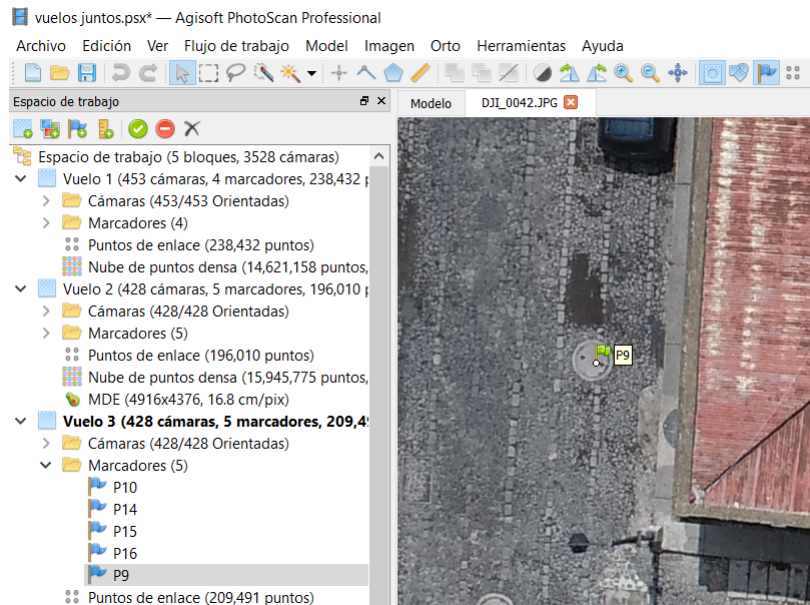 vuelos juntos.psx* — Agisoft PhotoScan Professional
Archivo Edición Ver Flujo de trabajo Model Imagen Orto Herramientas Ayuda
Espacio de trabajo
Modelo DJI_0042.JPG
Espacio de trabajo (5 bloques, 3528 cámaras)
Vuelo 1 (453 cámaras, 4 marcadores, 238,432 p
Cámaras (453/453 Orientadas)
Marcadores (4)
Puntos de enlace (238,432 puntos)
Nube de puntos densa (14,621,158 puntos,
Vuelo 2 (428 cámaras, 5 marcadores, 196,010 p
Cámaras (428/428 Orientadas)
Marcadores (5)
Puntos de enlace (196,010 puntos)
Nube de puntos densa (15,945,775 puntos,
MDE (4916x4376, 16.8 cm/pix)
Vuelo 3 (428 cámaras, 5 marcadores, 209,49
Cámaras (428/428 Orientadas)
Marcadores (5)
P10
P14
P15
P16
P9
Puntos de enlace (209,491 puntos)
P9